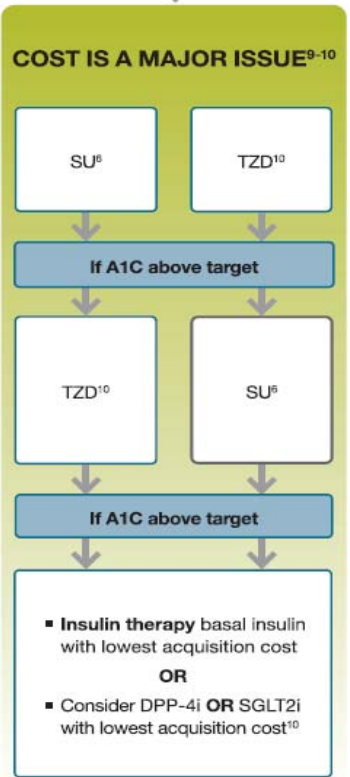 COST IS A MAJOR ISSUE⁹⁻¹⁰
SU⁶
TZD¹⁰
If A1C above target
TZD¹⁰
SU⁶
If A1C above target
▪ Insulin therapy basal insulin
with lowest acquisition cost
OR
▪ Consider DPP-4i OR SGLT2i
with lowest acquisition cost¹⁰